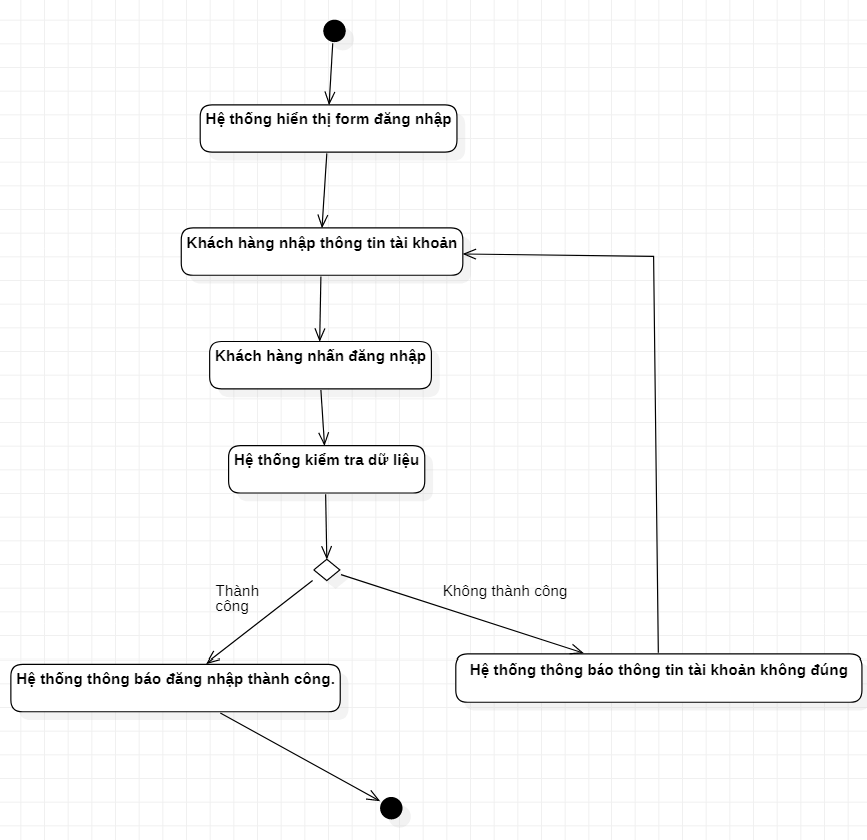 Hệ thống hiển thị form đăng nhập
Khách hàng nhập thông tin tài khoản
Khách hàng nhấn đăng nhập
Hệ thống kiểm tra dữ liệu
Thành
công
Không thành công
Hệ thống thông báo đăng nhập thành công.
Hệ thống thông báo thông tin tài khoản không đúng